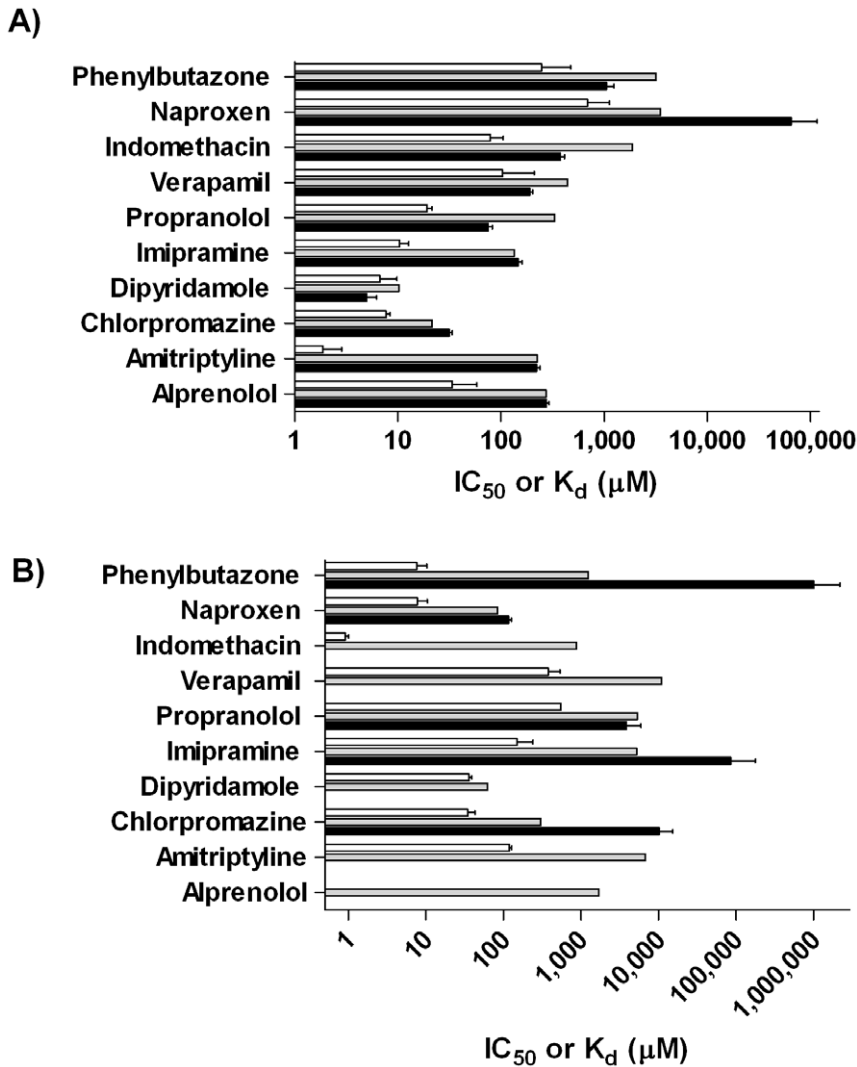 A)
Phenylbutazone
Naproxen
Indomethacin
Verapamil
Propranolol
Imipramine
Dipyridamole
Chlorpromazine
Amitriptyline
Alprenolol
1 10 100 1,000 10,000 100,000
IC50 or Kd (μM)
B)
Phenylbutazone
Naproxen
Indomethacin
Verapamil
Propranolol
Imipramine
Dipyridamole
Chlorpromazine
Amitriptyline
Alprenolol
1 10 100 1,000 10,000 100,000 1,000,000
IC50 or Kd (μM)